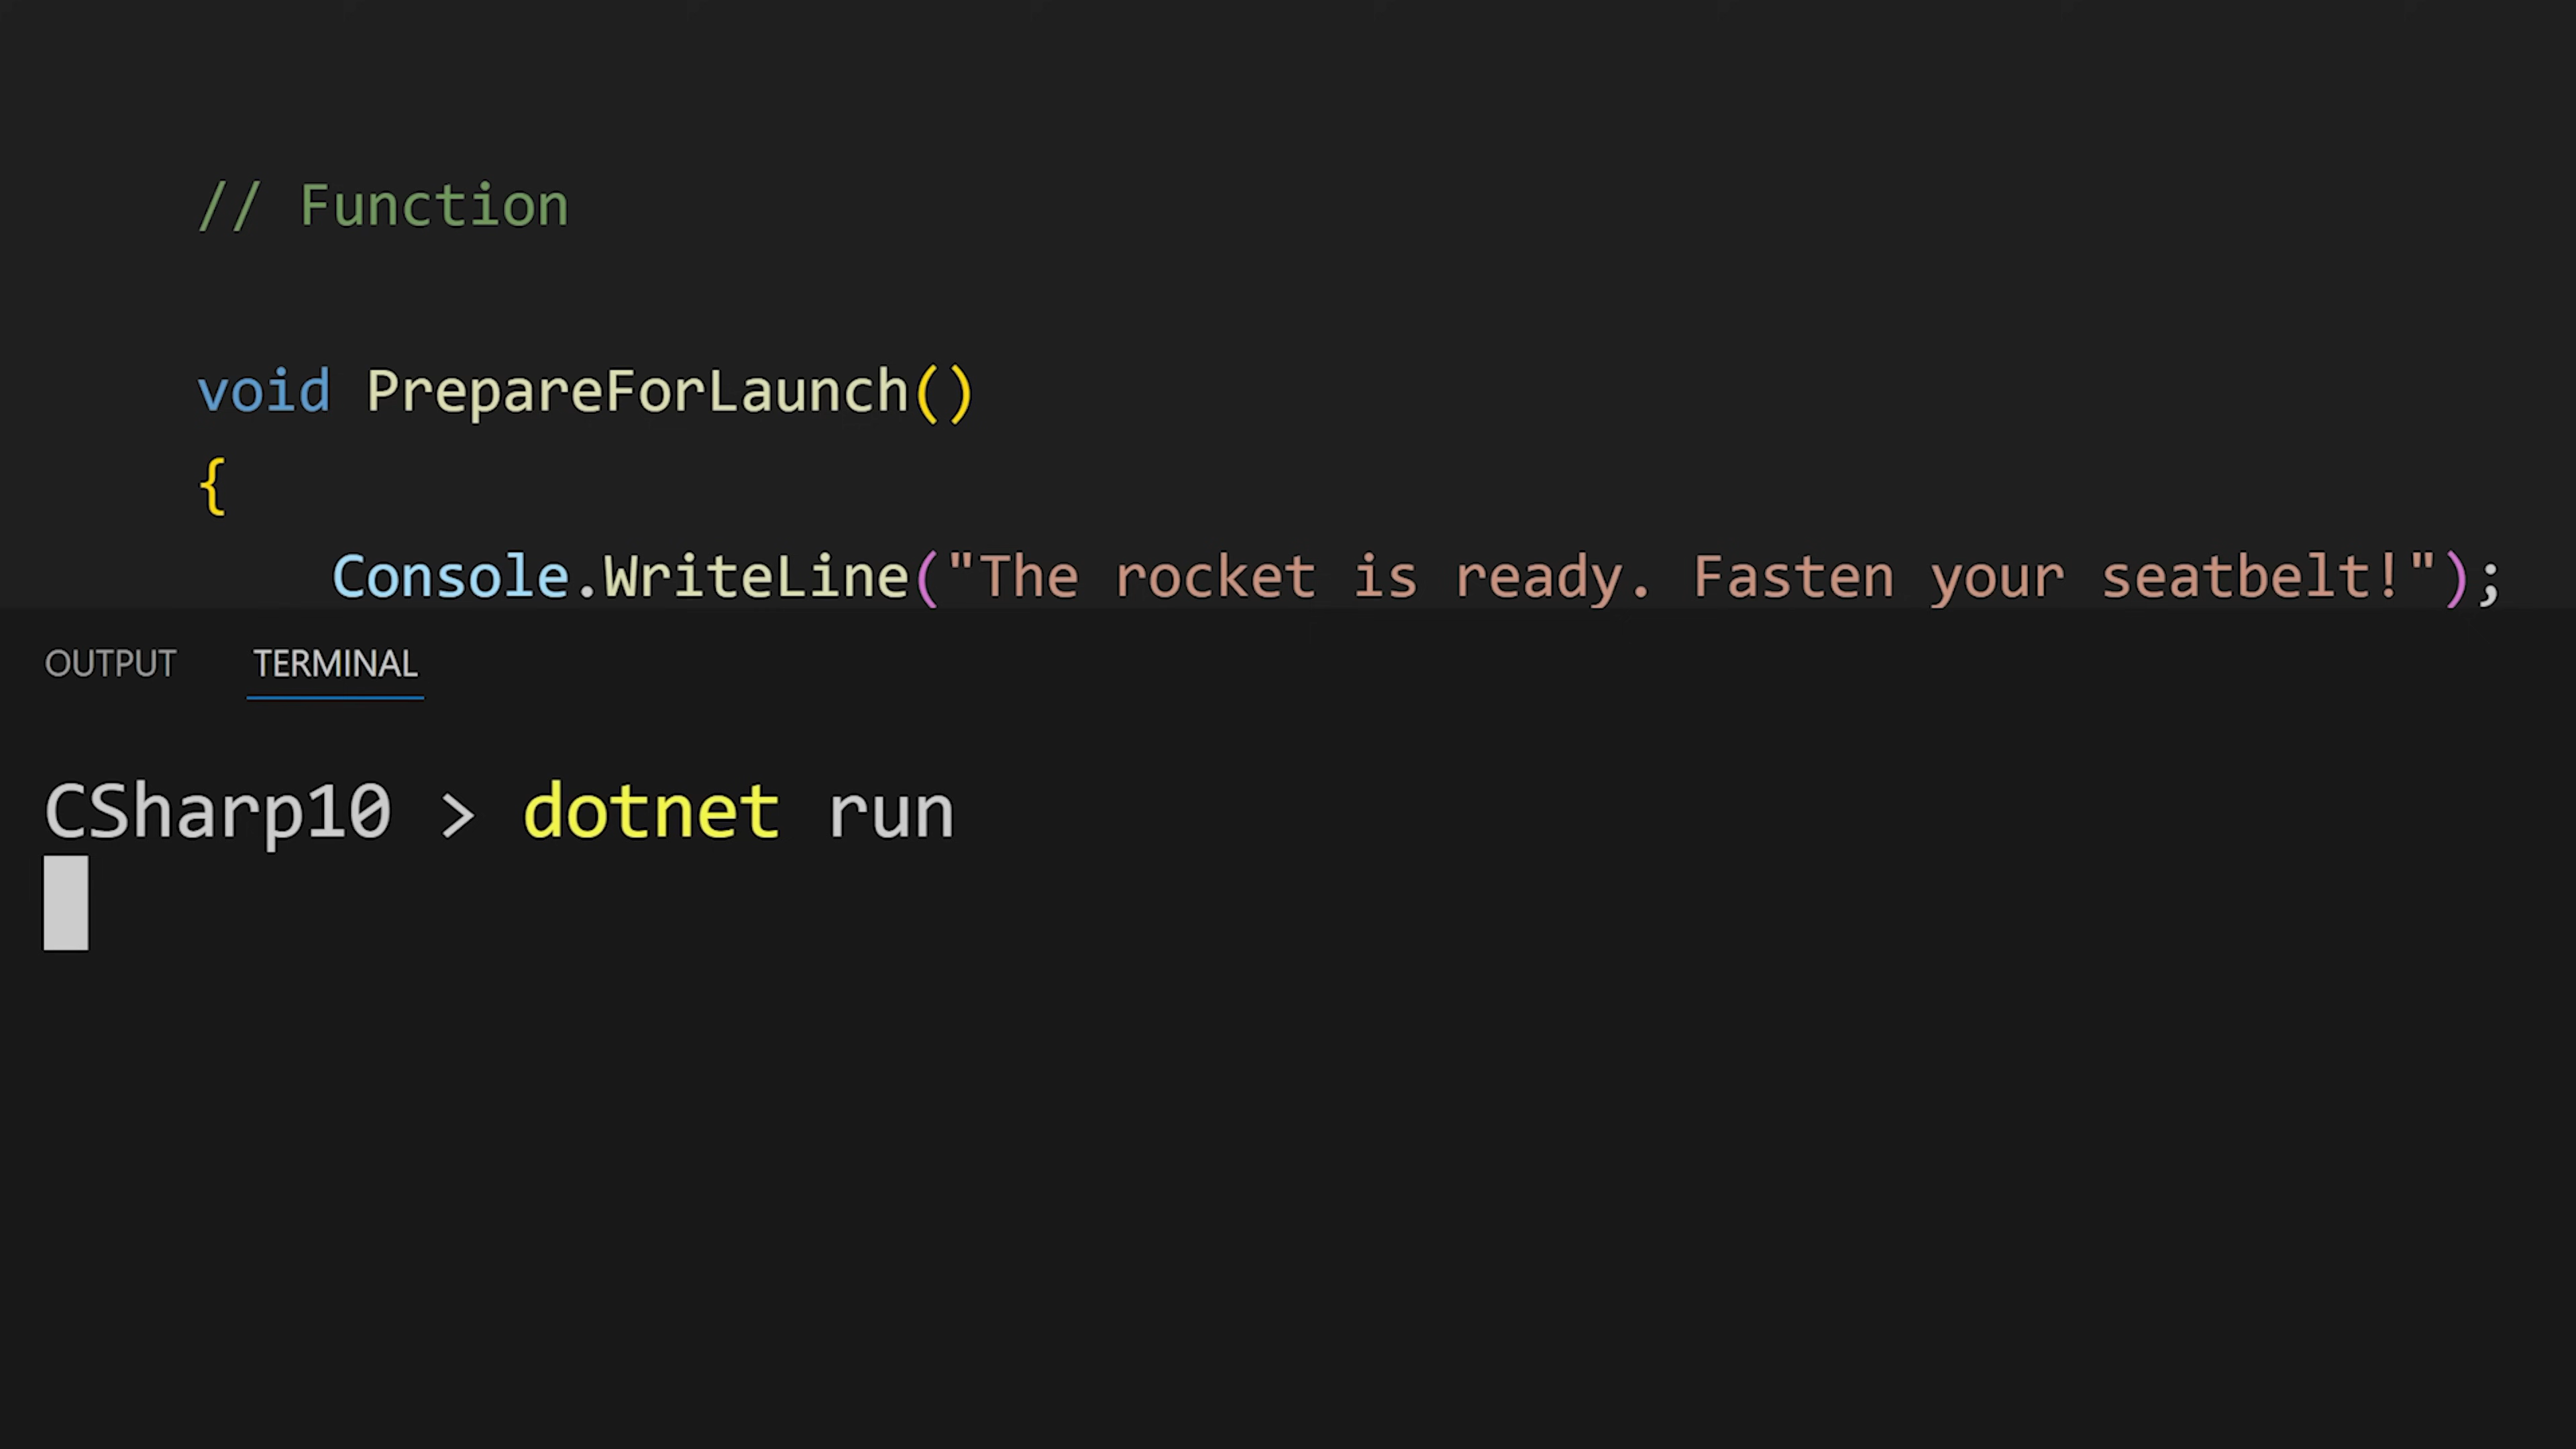 // Function
void PrepareForLaunch()
{
Console.WriteLine("The rocket is ready. Fasten your seatbelt!");
OUTPUT TERMINAL
CSharp10 > dotnet run